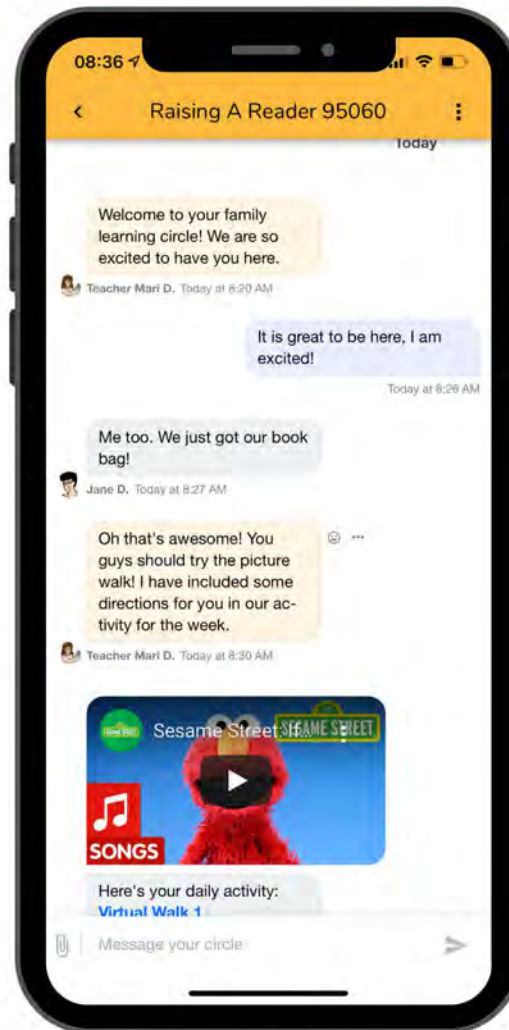 08:36
Raising A Reader 95060
Today
Welcome to your family
learning circle! We are so
excited to have you here.
Teacher Mari D. Today at 8:20 AM
It is great to be here, I am
excited!
Today at 8:26 AM
Me too. We just got our book
bag!
Jane D. Today at 8:27 AM
Oh that's awesome! You
guys should try the picture
walk! I have included some
directions for you in our ac-
tivity for the week.
Teacher Mari D. Today at 8:30 AM
Sesame Street: If...
SESAME STREET
SONGS
Here's your daily activity:
Virtual Walk 1
Message your circle